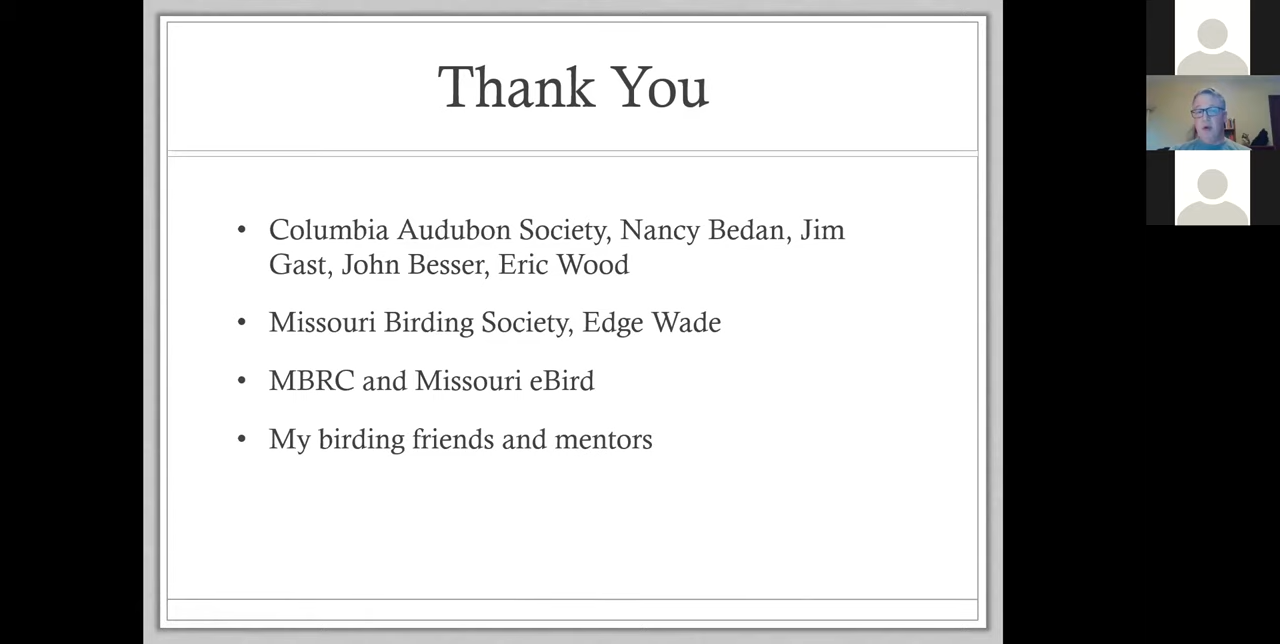 Thank You
• Columbia Audubon Society, Nancy Bedan, Jim
Gast, John Besser, Eric Wood
• Missouri Birding Society, Edge Wade
• MBRC and Missouri eBird
• My birding friends and mentors